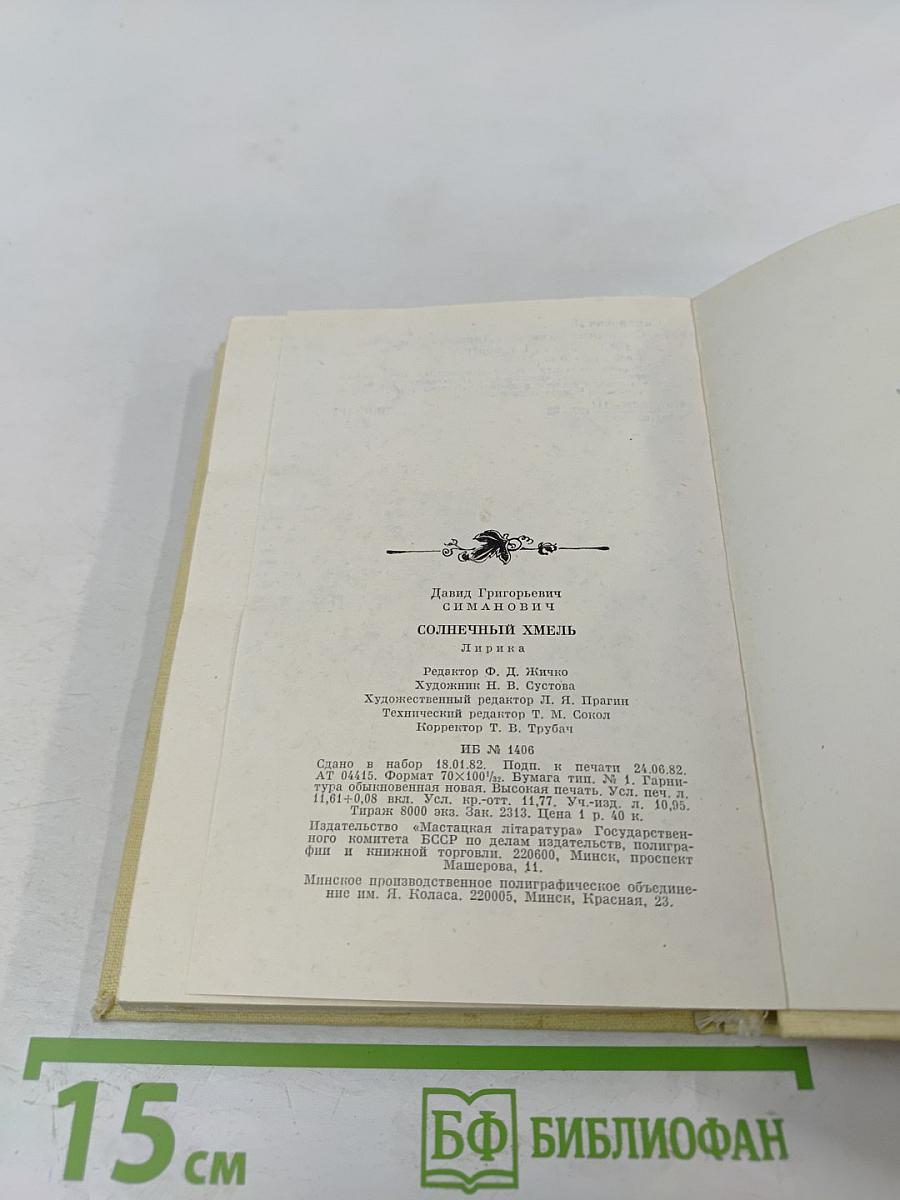 Давид Григорьевич
СИМАНОВИЧ
СОЛНЕЧНЫЙ ХМЕЛЬ
Лирика
Редактор Ф. Д. Жичко
Художник Н. В. Сустова
Художественный редактор Л. Я. Прагин
Технический редактор Т. М. Сокол
Корректор Т. В. Трубач
ИБ № 1406
Сдано в набор 18.01.82. Подп. к печати 24.06.82.
АТ 04415. Формат 70×100¹/₃₂. Бумага тип. № 1. Гарни-
тура обыкновенная новая. Высокая печать. Усл. печ. л.
11,61+0,08 вкл. Усл. кр.-отт. 11,77. Уч.-изд. л. 10,95.
Тираж 8000 экз. Зак. 2313. Цена 1 р. 40 к.
Издательство «Мастацкая літаратура» Государствен-
ного комитета БССР по делам издательств, полигра-
фии и книжной торговли. 220600, Минск, проспект
Машерова, 11.
Минское производственное полиграфическое объедине-
ние им. Я. Коласа. 220005, Минск, Красная, 23.
15 см
БФ БИБЛИОФАН